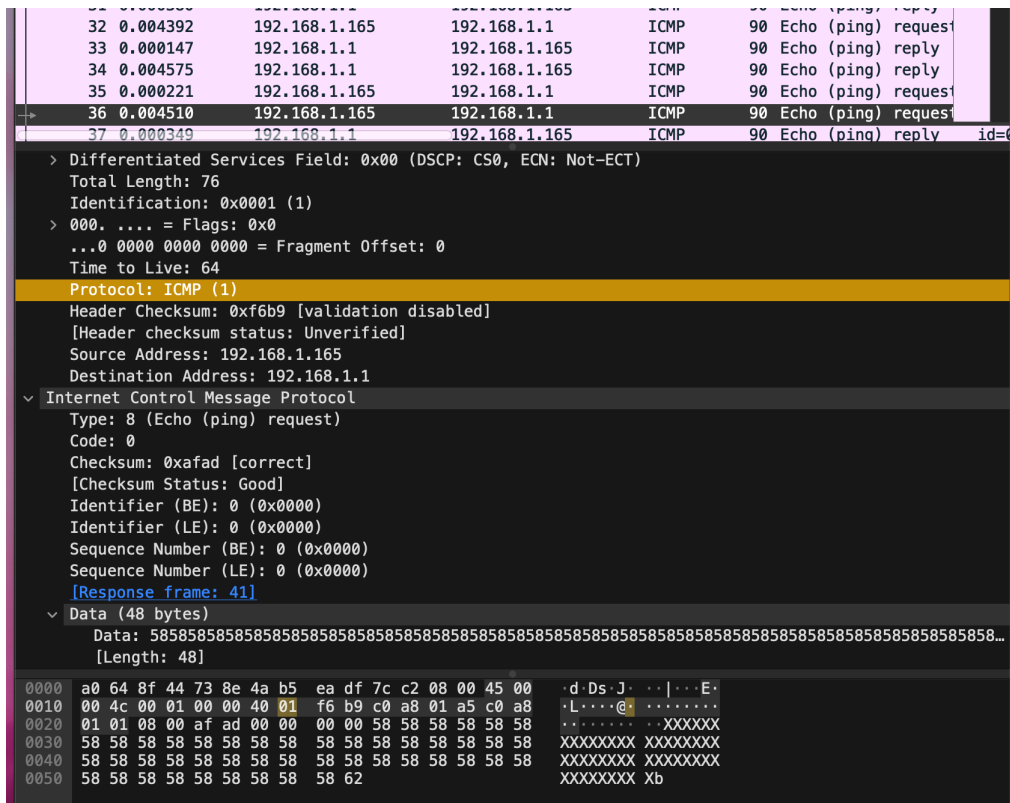 32 0.004392 192.168.1.165 192.168.1.1 ICMP 90 Echo (ping) request
33 0.000147 192.168.1.1 192.168.1.165 ICMP 90 Echo (ping) reply
34 0.004575 192.168.1.1 192.168.1.165 ICMP 90 Echo (ping) reply
35 0.000221 192.168.1.165 192.168.1.1 ICMP 90 Echo (ping) request
36 0.004510 192.168.1.165 192.168.1.1 ICMP 90 Echo (ping) request
37 0.000349 192.168.1.1 192.168.1.165 ICMP 90 Echo (ping) reply id=0
> Differentiated Services Field: 0x00 (DSCP: CS0, ECN: Not-ECT)
Total Length: 76
Identification: 0x0001 (1)
> 000. .... = Flags: 0x0
...0 0000 0000 0000 = Fragment Offset: 0
Time to Live: 64
Protocol: ICMP (1)
Header Checksum: 0xf6b9 [validation disabled]
[Header checksum status: Unverified]
Source Address: 192.168.1.165
Destination Address: 192.168.1.1
Internet Control Message Protocol
Type: 8 (Echo (ping) request)
Code: 0
Checksum: 0xafad [correct]
[Checksum Status: Good]
Identifier (BE): 0 (0x0000)
Identifier (LE): 0 (0x0000)
Sequence Number (BE): 0 (0x0000)
Sequence Number (LE): 0 (0x0000)
[Response frame: 41]
Data (48 bytes)
Data: 585858585858585858585858585858585858585858585858585858585858585858585858585858585858585858…
[Length: 48]
0000 a0 64 8f 44 73 8e 4a b5 ea df 7c c2 08 00 45 00 ·d·Ds·J· ··|···E·
0010 00 4c 00 01 00 00 40 01 f6 b9 c0 a8 01 a5 c0 a8 ·L····@· ········
0020 01 01 08 00 af ad 00 00 00 00 58 58 58 58 58 58 ········ ··XXXXXX
0030 58 58 58 58 58 58 58 58 58 58 58 58 58 58 58 58 XXXXXXXX XXXXXXXX
0040 58 58 58 58 58 58 58 58 58 58 58 58 58 58 58 58 XXXXXXXX XXXXXXXX
0050 58 58 58 58 58 58 58 58 58 62 XXXXXXXX Xb